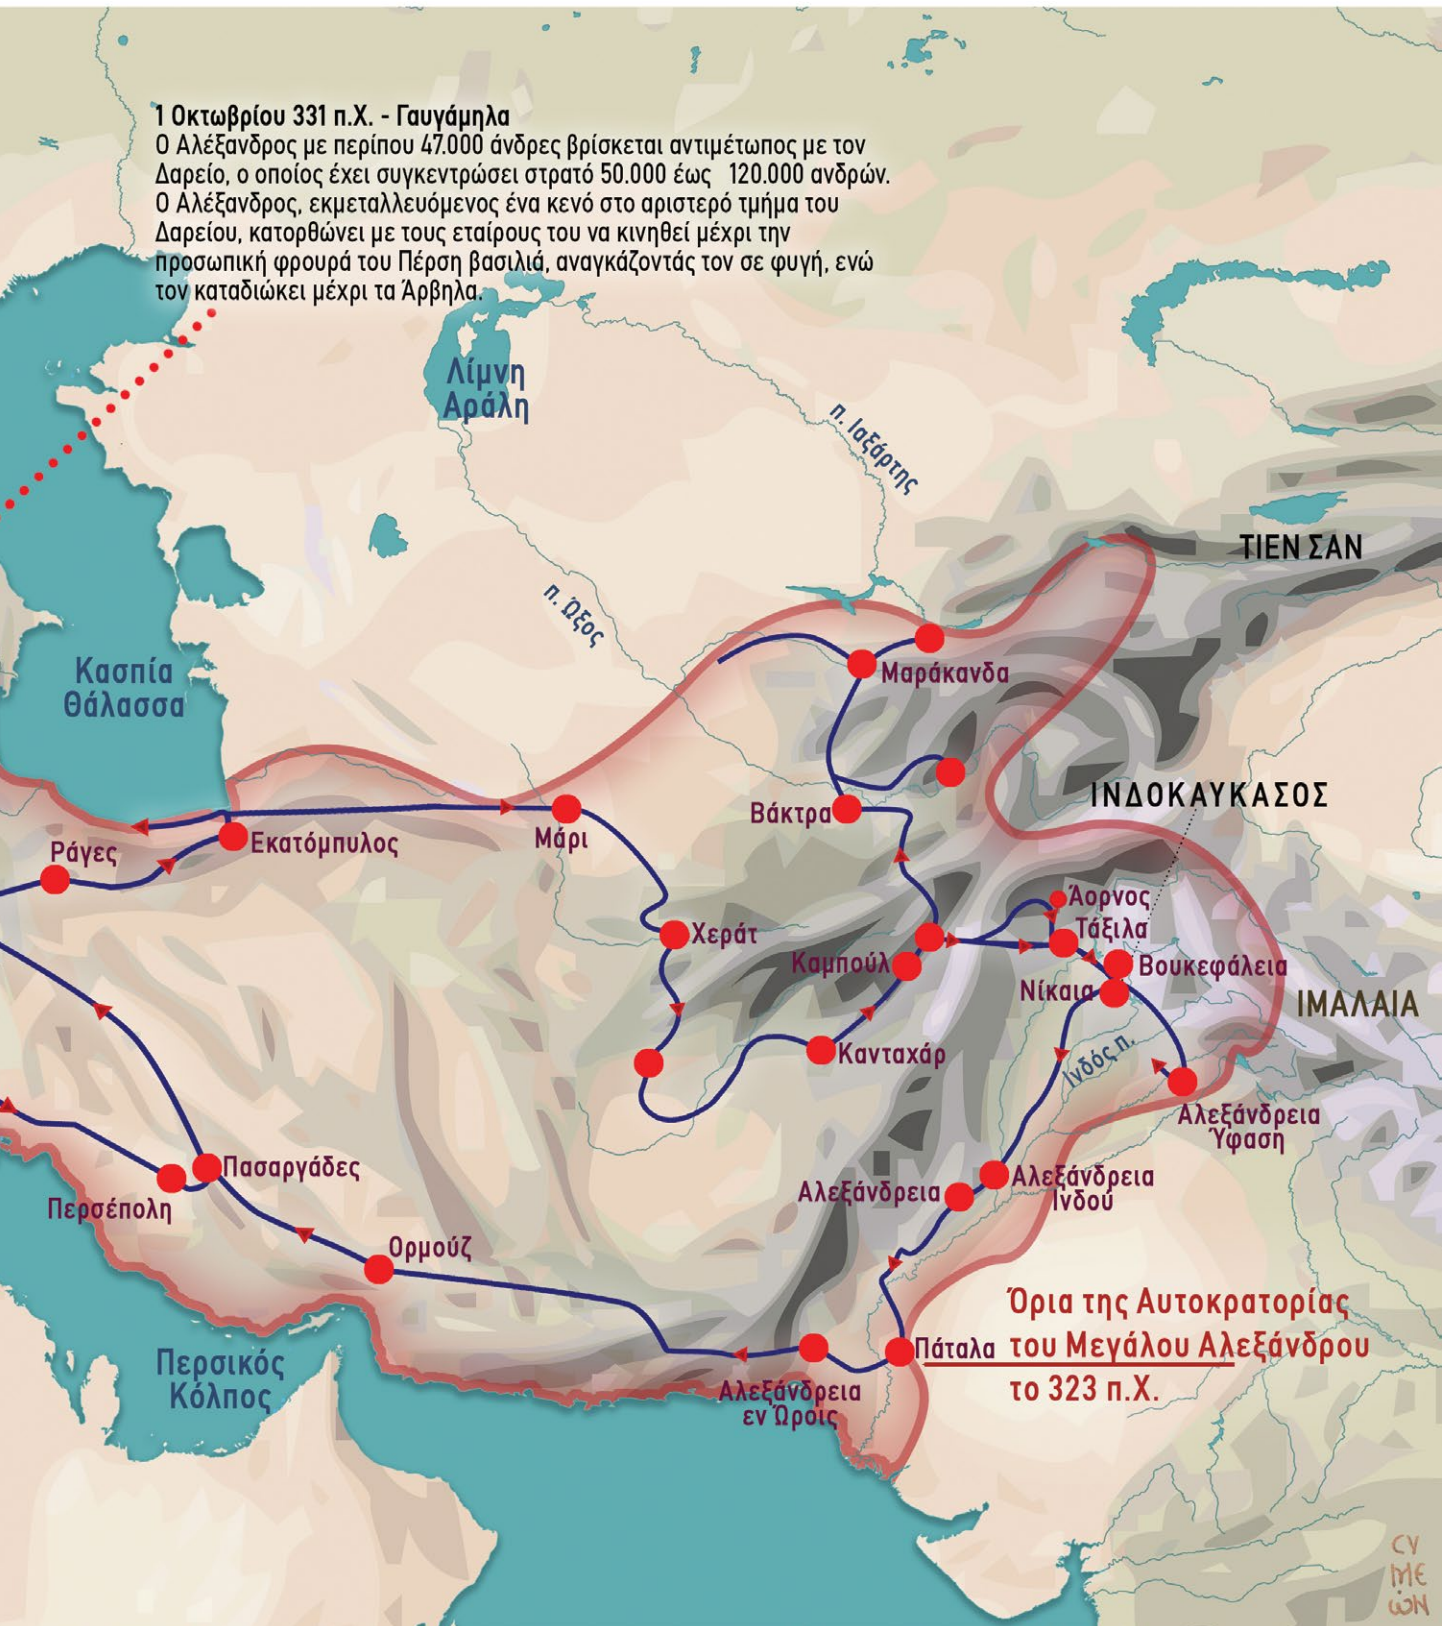 1 Οκτωβρίου 331 π.Χ. - Γαυγάμηλα
Ο Αλέξανδρος με περίπου 47.000 άνδρες βρίσκεται αντιμέτωπος με τον
Δαρείο, ο οποίος έχει συγκεντρώσει στρατό 50.000 έως 120.000 ανδρών.
Ο Αλέξανδρος, εκμεταλλευόμενος ένα κενό στο αριστερό τμήμα του
Δαρείου, κατορθώνει με τους εταίρους του να κινηθεί μέχρι την
προσωπική φρουρά του Πέρση βασιλιά, αναγκάζοντάς τον σε φυγή, ενώ
τον καταδιώκει μέχρι τα Άρβηλα.
Λίμνη
Αράλη
π. Ιαξάρτης
ΤΙΕΝ ΣΑΝ
π. Ώξος
Κασπία
Θάλασσα
Μαράκανδα
ΙΝΔΟΚΑΥΚΑΣΟΣ
Βάκτρα
Μάρι
Εκατόμπυλος
Ράγες
Άορνος
Τάξιλα
Χεράτ
Καμπούλ
Βουκεφάλεια
Νίκαια
ΙΜΑΛΑΙΑ
Κανταχάρ
Ινδός π.
Αλεξάνδρεια
Ύφαση
Πασαργάδες
Περσέπολη
Αλεξάνδρεια
Αλεξάνδρεια
Ινδού
Ορμούζ
Όρια της Αυτοκρατορίας
του Μεγάλου Αλεξάνδρου
το 323 π.Χ.
Πάταλα
Περσικός
Κόλπος
Αλεξάνδρεια
εν Ώροις
CV
ME
ὼN